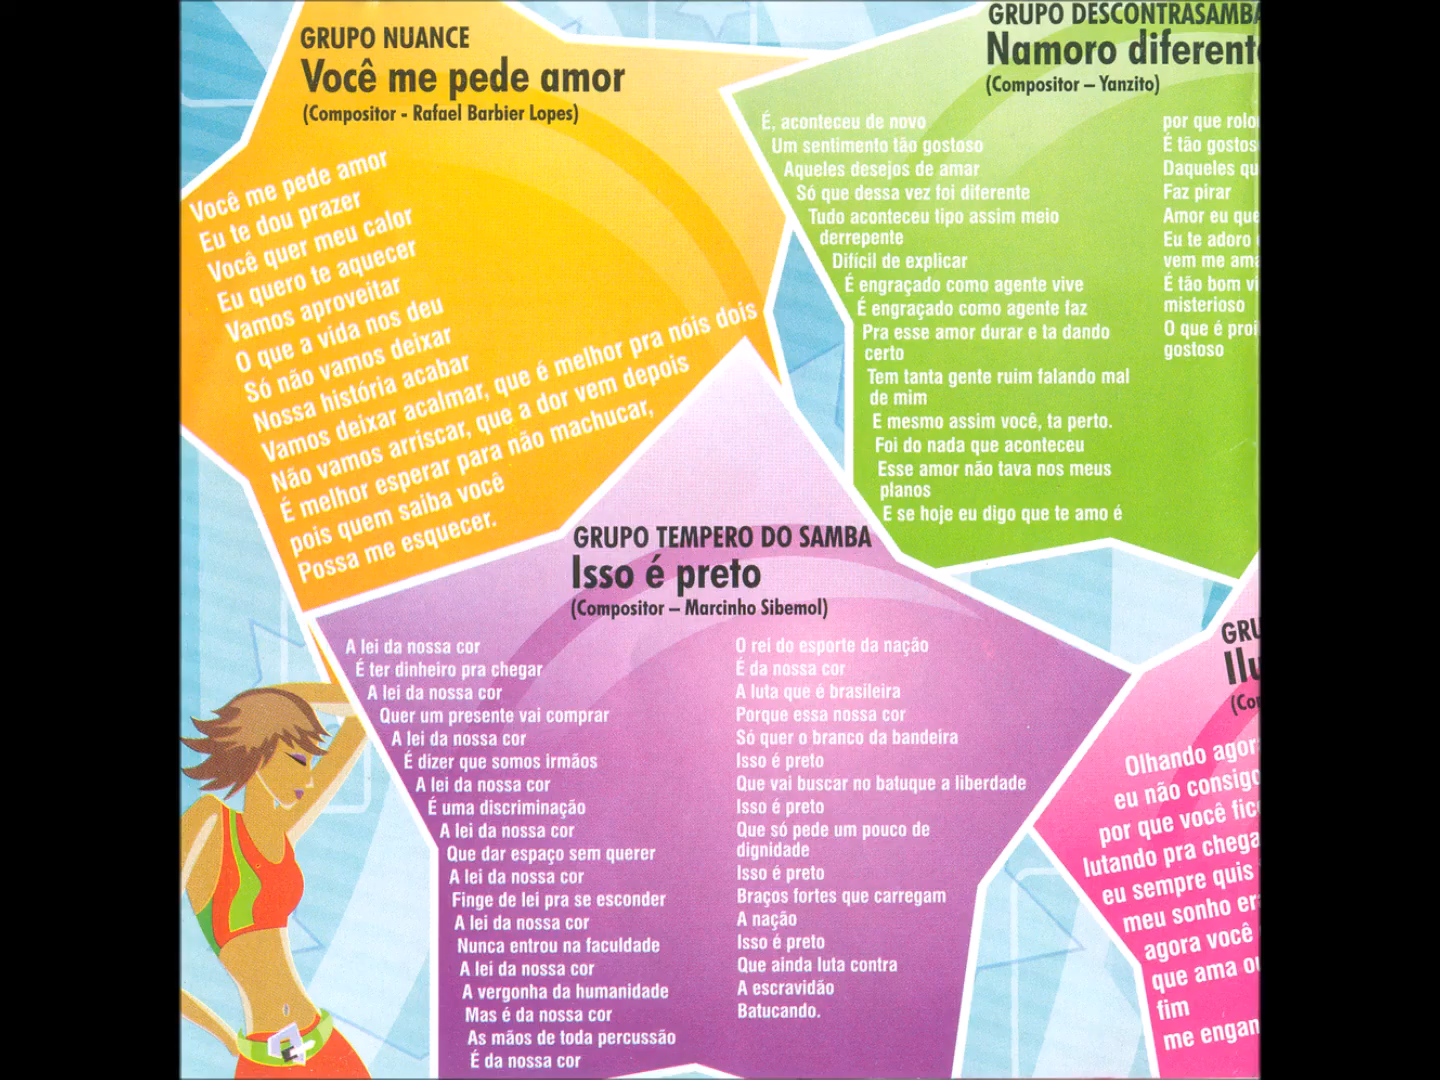 GRUPO NUANCE
Você me pede amor
(Compositor - Rafael Barbier Lopes)
Você me pede amor
Eu te dou prazer
Você quer meu calor
Eu quero te aquecer
Vamos aproveitar
O que a vida nos deu
Só não vamos deixar
Nossa história acabar
Vamos deixar acalmar, que é melhor pra nóis dois
Não vamos arriscar, que a dor vem depois
É melhor esperar para não machucar,
pois quem saiba você
Possa me esquecer.
GRUPO DESCONTRASAMBA
Namoro diferent
(Compositor – Yanzito)
É, aconteceu de novo
Um sentimento tão gostoso
Aqueles desejos de amar
Só que dessa vez foi diferente
Tudo aconteceu tipo assim meio
derrepente
Difícil de explicar
É engraçado como agente vive
É engraçado como agente faz
Pra esse amor durar e ta dando
certo
Tem tanta gente ruim falando mal
de mim
E mesmo assim você, ta perto.
Foi do nada que aconteceu
Esse amor não tava nos meus
planos
E se hoje eu digo que te amo é
por que rolo
É tão gostos
Daqueles qu
Faz pirar
Amor eu que
Eu te adoro
vem me ama
É tão bom vi
misterioso
O que é proi
gostoso
GRUPO TEMPERO DO SAMBA
Isso é preto
(Compositor – Marcinho Sibemol)
A lei da nossa cor
É ter dinheiro pra chegar
A lei da nossa cor
Quer um presente vai comprar
A lei da nossa cor
É dizer que somos irmãos
A lei da nossa cor
É uma discriminação
A lei da nossa cor
Que dar espaço sem querer
A lei da nossa cor
Finge de lei pra se esconder
A lei da nossa cor
Nunca entrou na faculdade
A lei da nossa cor
A vergonha da humanidade
Mas é da nossa cor
As mãos de toda percussão
É da nossa cor
O rei do esporte da nação
É da nossa cor
A luta que é brasileira
Porque essa nossa cor
Só quer o branco da bandeira
Isso é preto
Que vai buscar no batuque a liberdade
Isso é preto
Que só pede um pouco de
dignidade
Isso é preto
Braços fortes que carregam
A nação
Isso é preto
Que ainda luta contra
A escravidão
Batucando.
GRU
Ilu
(Co
Olhando agor
eu não consigo
por que você fic
lutando pra chega
eu sempre quis
meu sonho er
agora você
que ama o
fim
me engan